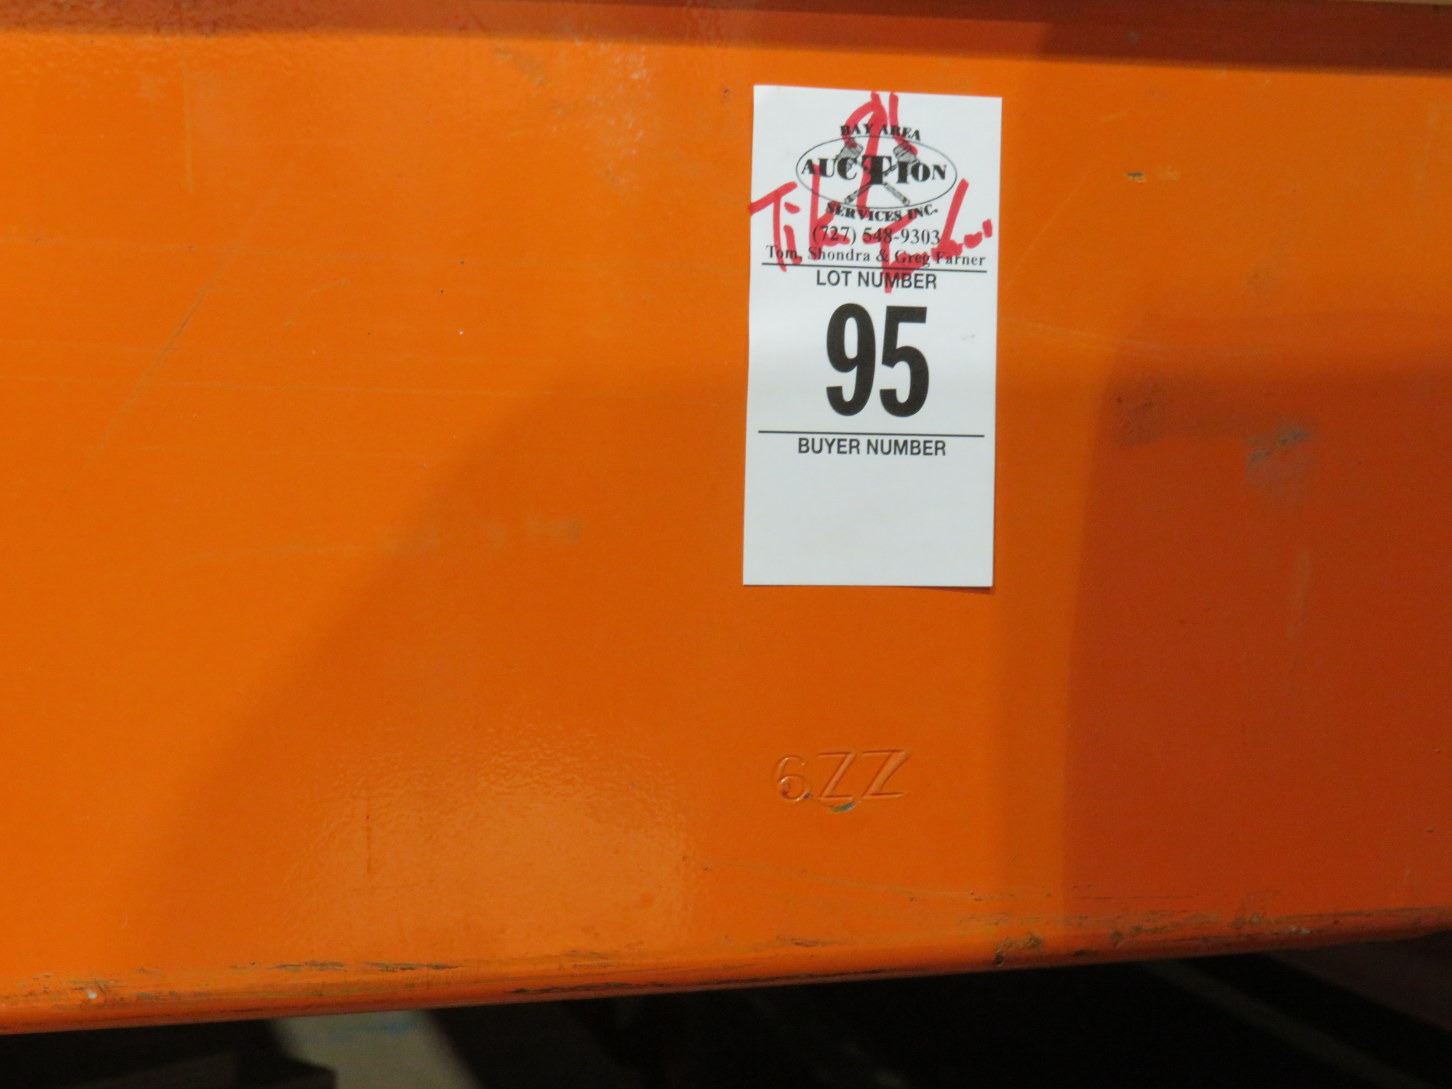 BAY AREA
AUCTION
SERVICES INC.
(727) 548-9303
Tom, Shondra & Greg Farner
LOT NUMBER
95
BUYER NUMBER
6ZZ